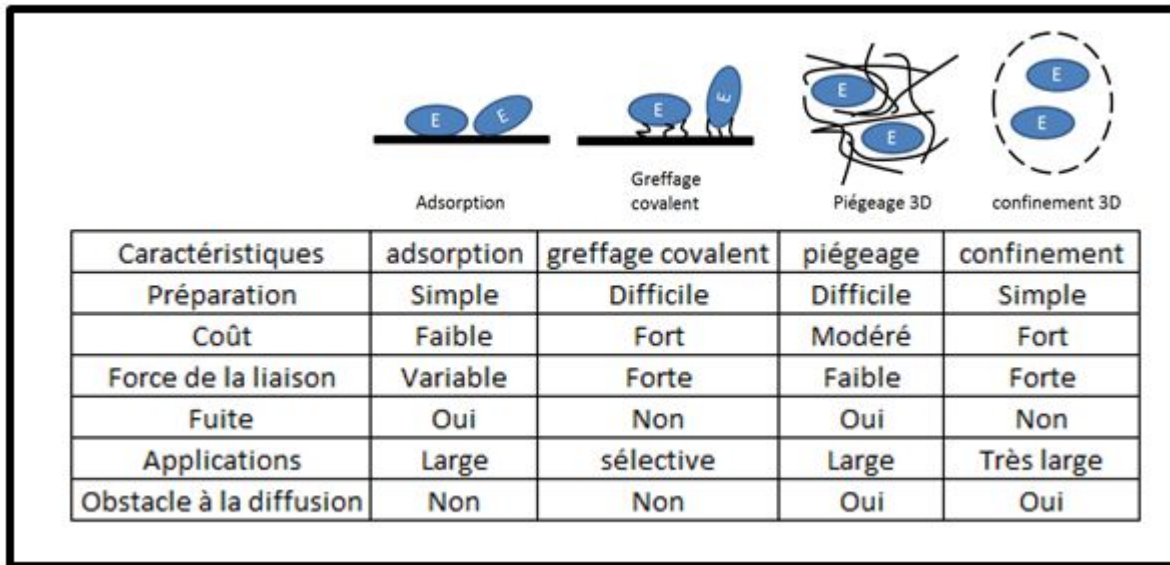 E E E E E E E E
Adsorption Greffage covalent Piégeage 3D confinement 3D
Caractéristiques adsorption greffage covalent piégeage confinement
Préparation Simple Difficile Difficile Simple
Coût Faible Fort Modéré Fort
Force de la liaison Variable Forte Faible Forte
Fuite Oui Non Oui Non
Applications Large sélective Large Très large
Obstacle à la diffusion Non Non Oui Oui